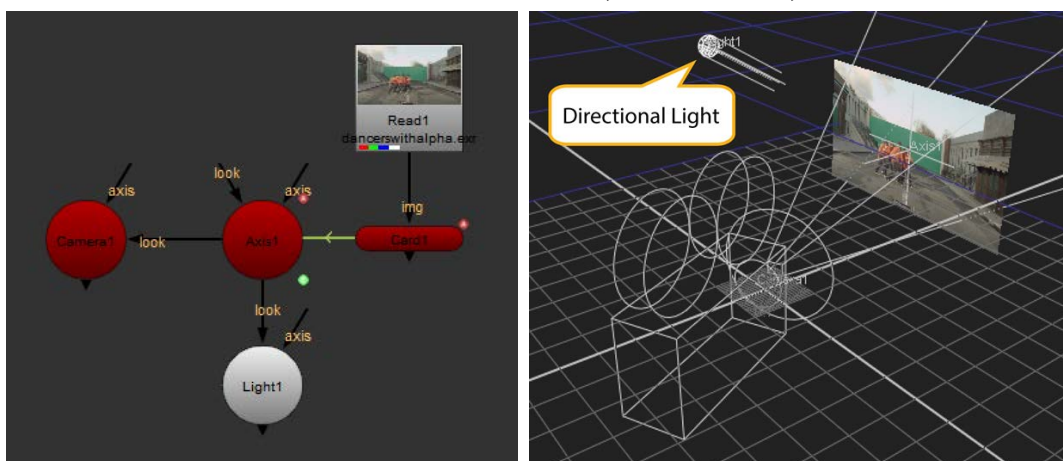 Read1
dancerswithalpha.exr
look
axis
axis
img
Camera1
look
Axis1
Card1
look
axis
Light1
Directional Light
Axis1